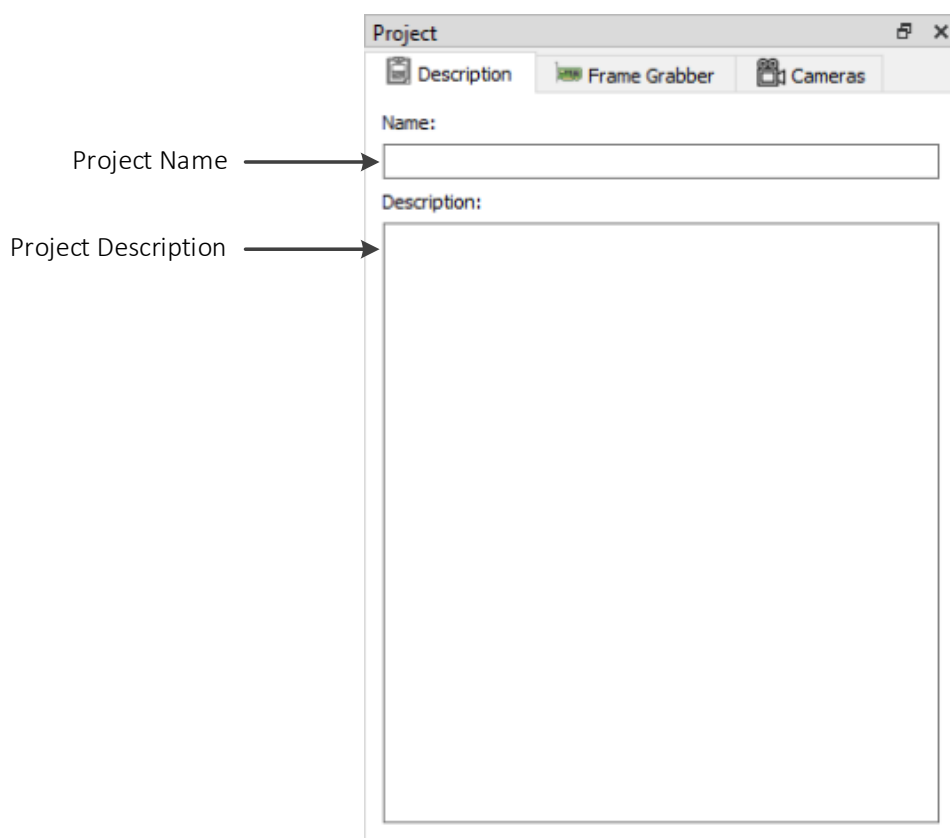 Project
Description Frame Grabber Cameras
Name:
Project Name
Description:
Project Description